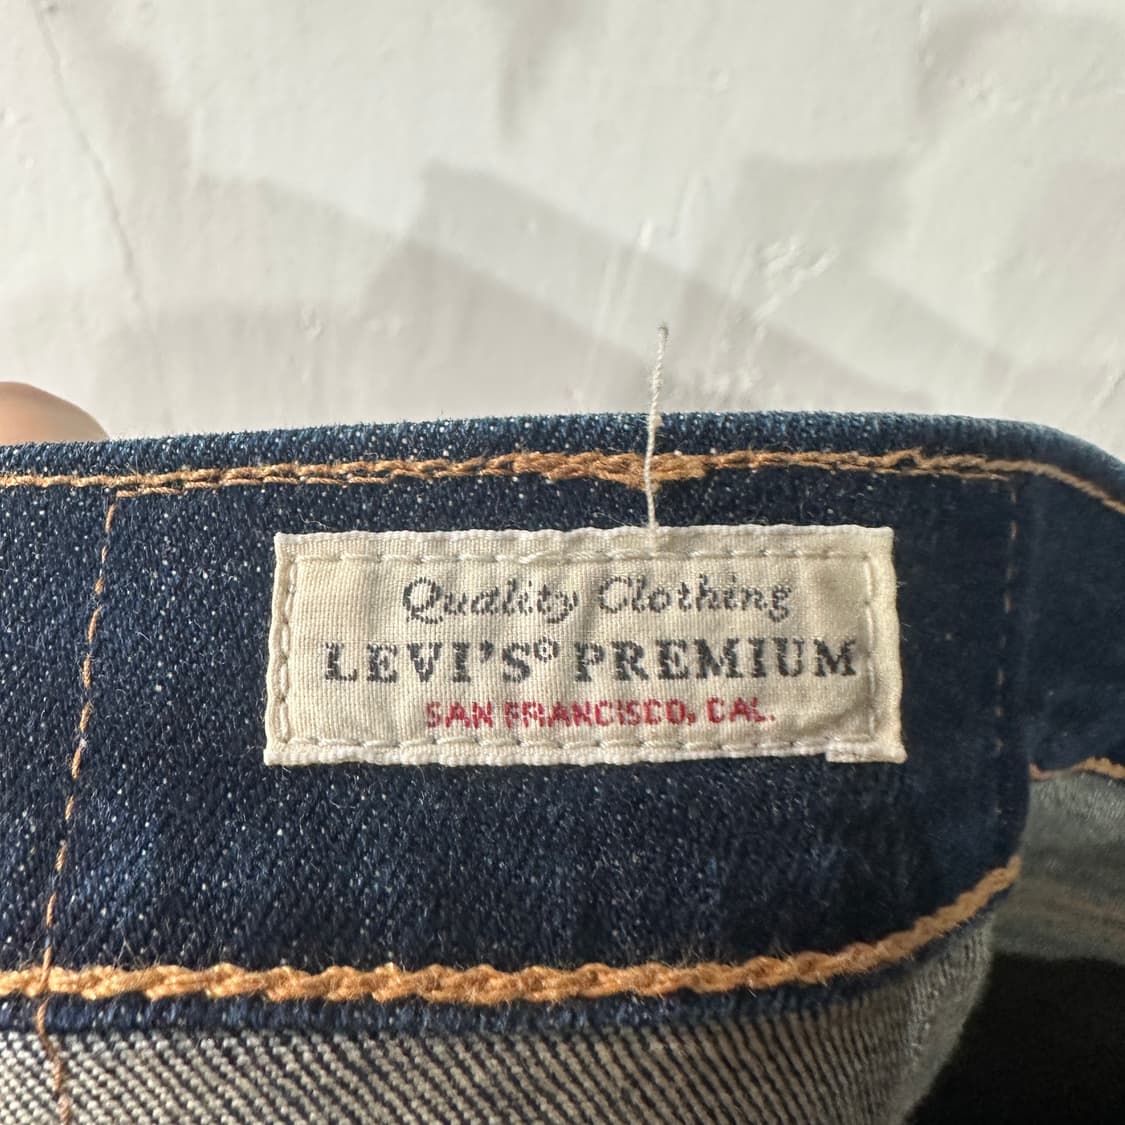 Quality Clothing
LEVI'S® PREMIUM
SAN FRANCISCO, CAL.